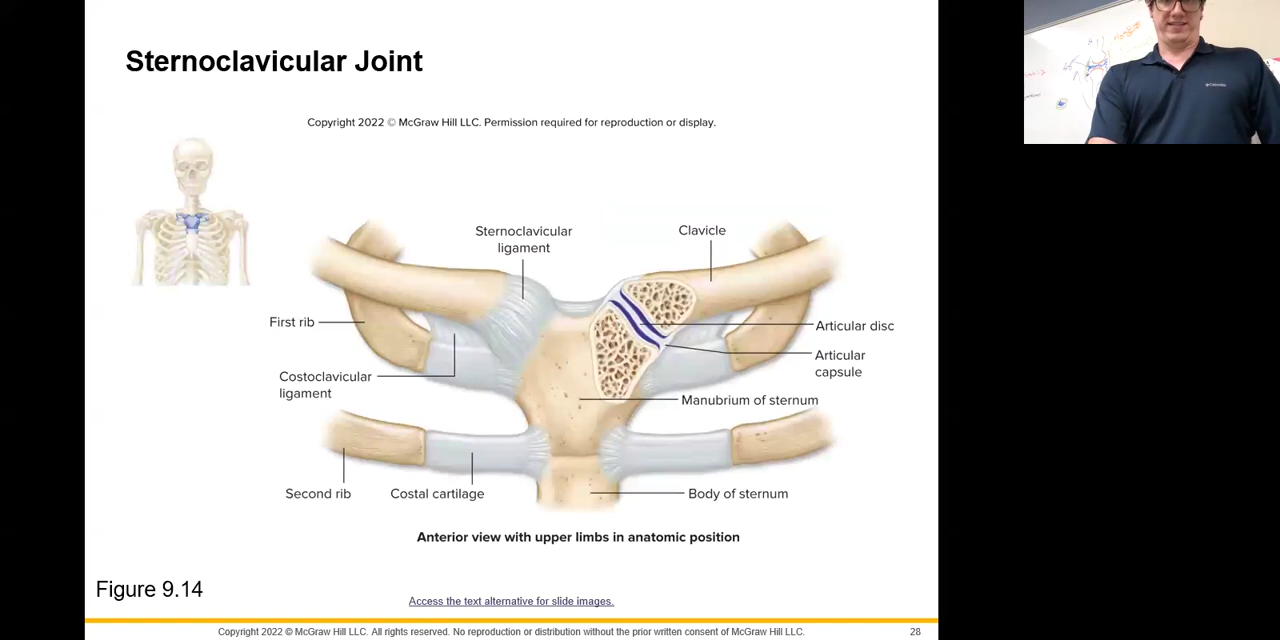 Sternoclavicular Joint
Copyright 2022 © McGraw Hill LLC. Permission required for reproduction or display.
Sternoclavicular
ligament
Clavicle
First rib
Articular disc
Articular
capsule
Costoclavicular
ligament
Manubrium of sternum
Second rib
Costal cartilage
Body of sternum
Anterior view with upper limbs in anatomic position
Figure 9.14
Access the text alternative for slide images.
Copyright 2022 © McGraw Hill LLC. All rights reserved. No reproduction or distribution without the prior written consent of McGraw Hill LLC.
28
Columbia